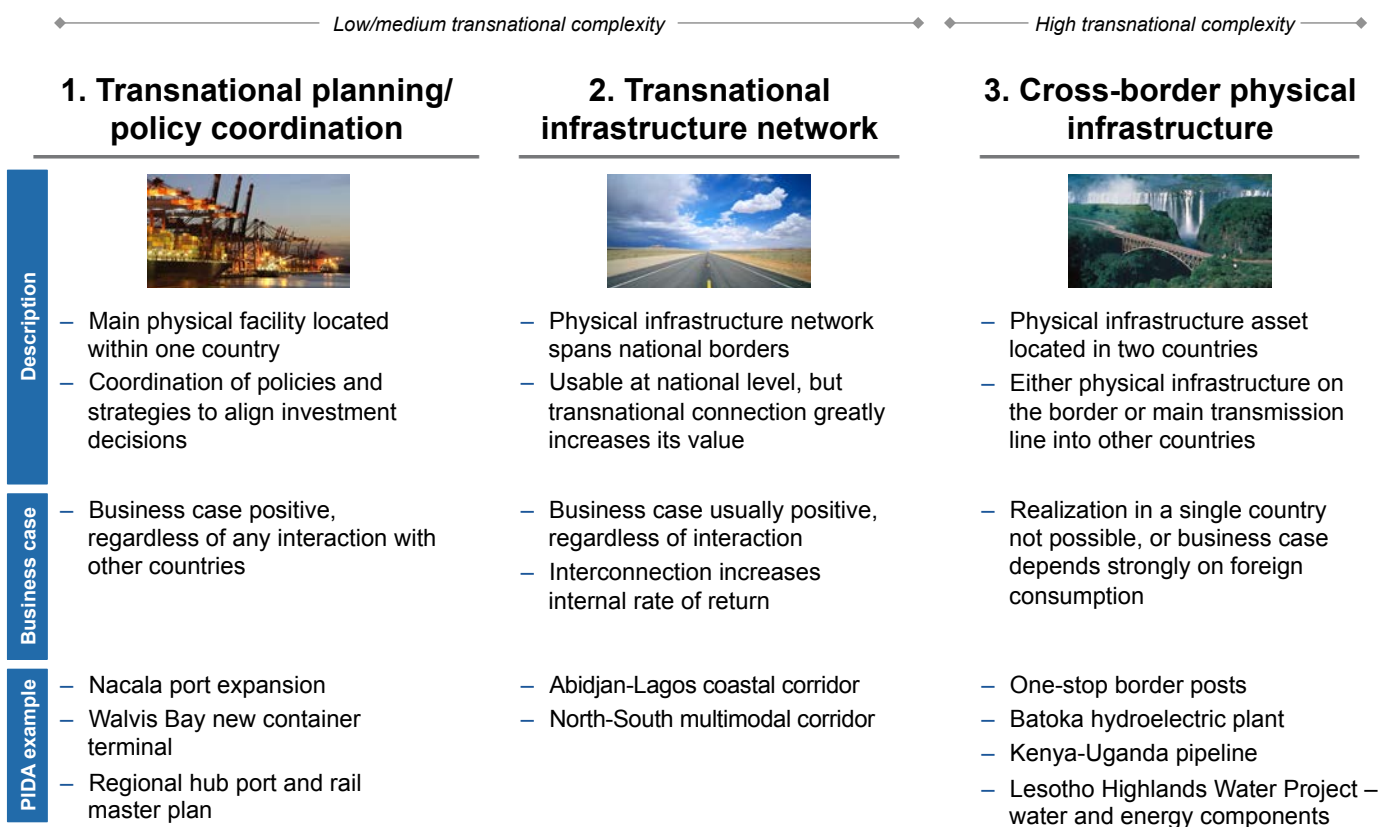 Low/medium transnational complexity
High transnational complexity
1. Transnational planning/
policy coordination
2. Transnational
infrastructure network
3. Cross-border physical
infrastructure
Description
– Main physical facility located
within one country
– Coordination of policies and
strategies to align investment
decisions
– Physical infrastructure network
spans national borders
– Usable at national level, but
transnational connection greatly
increases its value
– Physical infrastructure asset
located in two countries
– Either physical infrastructure on
the border or main transmission
line into other countries
Business case
– Business case positive,
regardless of any interaction with
other countries
– Business case usually positive,
regardless of interaction
– Interconnection increases
internal rate of return
– Realization in a single country
not possible, or business case
depends strongly on foreign
consumption
PIDA example
– Nacala port expansion
– Walvis Bay new container
terminal
– Regional hub port and rail
master plan
– Abidjan-Lagos coastal corridor
– North-South multimodal corridor
– One-stop border posts
– Batoka hydroelectric plant
– Kenya-Uganda pipeline
– Lesotho Highlands Water Project –
water and energy components